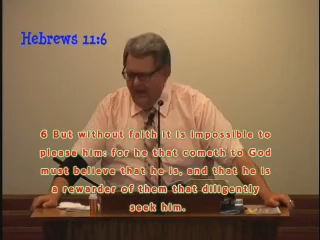 Hebrews 11:6
6 But without faith it is impossible to
please him: for he that cometh to God
must believe that he is, and that he is
a rewarder of them that diligently
seek him.